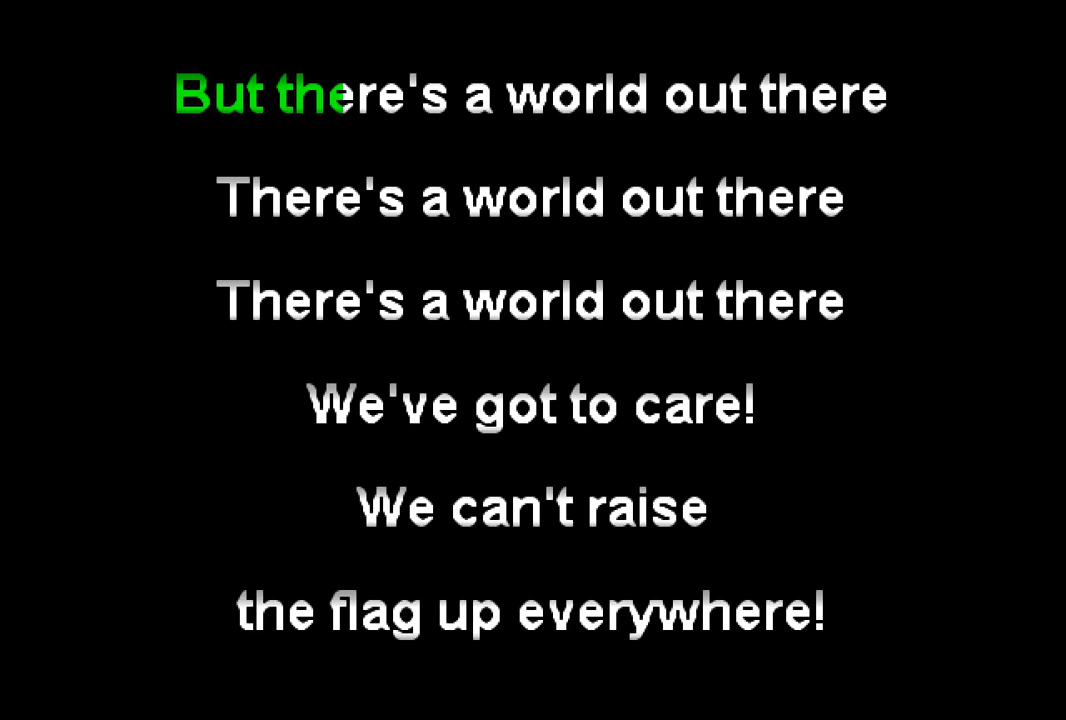 But there's a world out there
There's a world out there
There's a world out there
We've got to care!
We can't raise
the flag up everywhere!